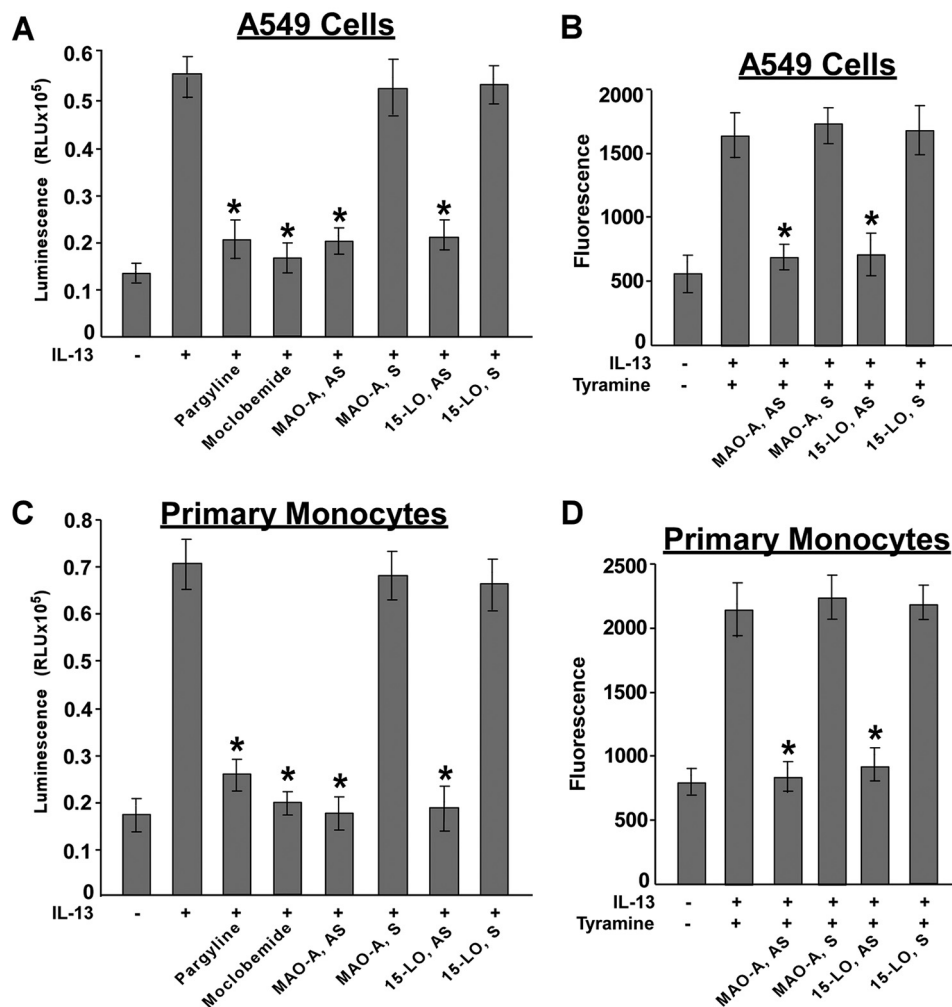 A
A549 Cells
Luminescence (RLUx10⁵)
0.6
0.5
0.4
0.3
0.2
0.1
0
* * * *
IL-13 - + + + + + + +
Pargyline
Moclobemide
MAO-A, AS
MAO-A, S
15-LO, AS
15-LO, S
B
A549 Cells
Fluorescence
2000
1500
1000
500
0
* *
IL-13 - + + + + +
Tyramine - + + + + +
MAO-A, AS
MAO-A, S
15-LO, AS
15-LO, S
C
Primary Monocytes
Luminescence (RLUx10⁵)
0.8
0.7
0.6
0.5
0.4
0.3
0.2
0.1
0
* * * *
IL-13 - + + + + + + +
Pargyline
Moclobemide
MAO-A, AS
MAO-A, S
15-LO, AS
15-LO, S
D
Primary Monocytes
Fluorescence
2500
2000
1500
1000
500
0
* *
IL-13 - + + + + +
Tyramine - + + + + +
MAO-A, AS
MAO-A, S
15-LO, AS
15-LO, S